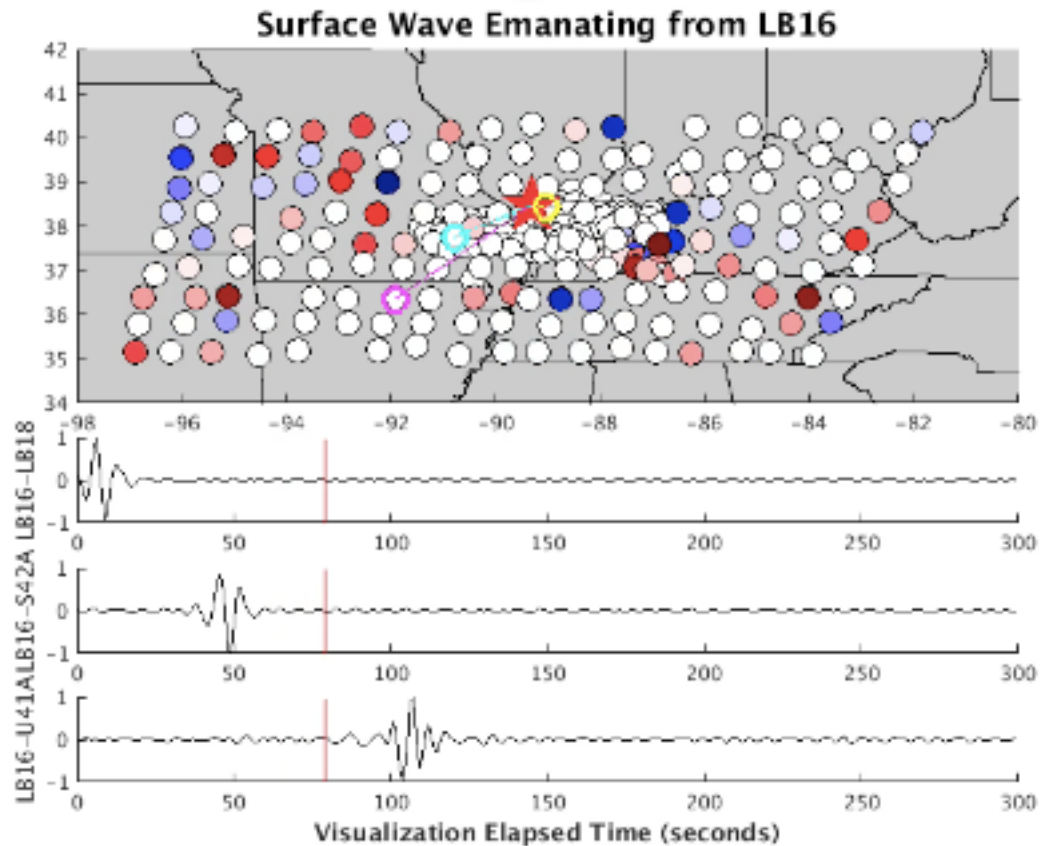 Surface Wave Emanating from LB16
42
41
40
39
38
37
36
35
34
-98 -96 -94 -92 -90 -88 -86 -84 -82 -80
LB16-LB18
1
0
-1
0 50 100 150 200 250 300
LB16-S42A
1
0
-1
0 50 100 150 200 250 300
LB16-U41A
1
0
-1
0 50 100 150 200 250 300
Visualization Elapsed Time (seconds)